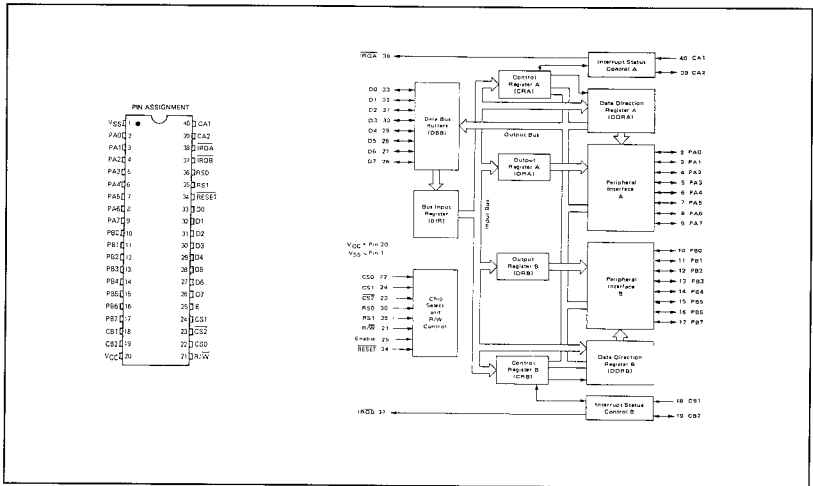 PIN ASSIGNMENT
VSS 1
PA0 2
PA1 3
PA2 4
PA3 5
PA4 6
PA5 7
PA6 8
PA7 9
PB0 10
PB1 11
PB2 12
PB3 13
PB4 14
PB5 15
PB6 16
PB7 17
CB1 18
CB2 19
VCC 20
40 CA1
39 CA2
38 IRQA
37 IRQB
36 RS0
35 RS1
34 RESET
33 D0
32 D1
31 D2
30 D3
29 D4
28 D5
27 D6
26 D7
25 E
24 CS1
23 CS2
22 CS0
21 R/W
IRQA 38
D0 33
D1 32
D2 31
D3 30
D4 29
D5 28
D6 27
D7 26
Data Bus
Buffers
(DBB)
Bus Input
Register
(BIR)
VCC = Pin 20
VSS = Pin 1
CS0 22
CS1 24
CS2 23
RS0 36
RS1 35
R/W 21
Enable 25
RESET 34
Chip
Select
and
R/W
Control
IRQB 37
Control
Register A
(CRA)
Output Bus
Output
Register A
(ORA)
Input Bus
Output
Register B
(ORB)
Control
Register B
(CRB)
Interrupt Status
Control A
40 CA1
39 CA2
Data Direction
Register A
(DDRA)
Peripheral
Interface
A
2 PA0
3 PA1
4 PA2
5 PA3
6 PA4
7 PA5
8 PA6
9 PA7
Peripheral
Interface
B
10 PB0
11 PB1
12 PB2
13 PB3
14 PB4
15 PB5
16 PB6
17 PB7
Data Direction
Register B
(DDRB)
Interrupt Status
Control B
18 CB1
19 CB2